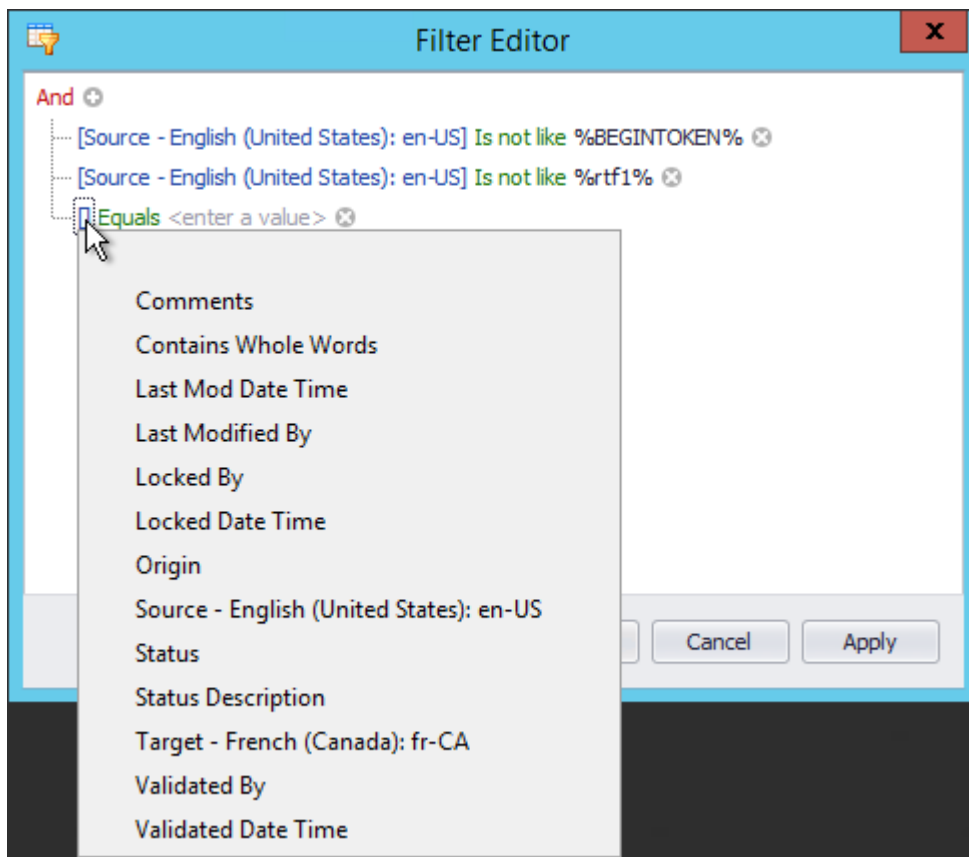 Filter Editor
x
And
[Source - English (United States): en-US] Is not like %BEGINTOKEN%
[Source - English (United States): en-US] Is not like %rtf1%
[] Equals <enter a value>
Comments
Contains Whole Words
Last Mod Date Time
Last Modified By
Locked By
Locked Date Time
Origin
Source - English (United States): en-US
Status
Cancel Apply
Status Description
Target - French (Canada): fr-CA
Validated By
Validated Date Time